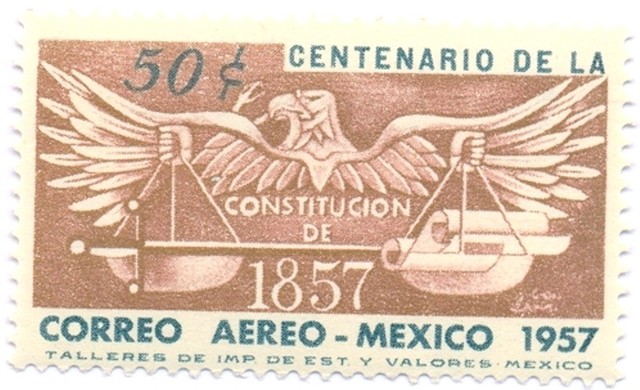 50 ¢
CENTENARIO DE LA
CONSTITUCION
DE
1857
CORREO AEREO - MEXICO 1957
TALLERES DE IMP. DE EST. Y VALORES - MEXICO